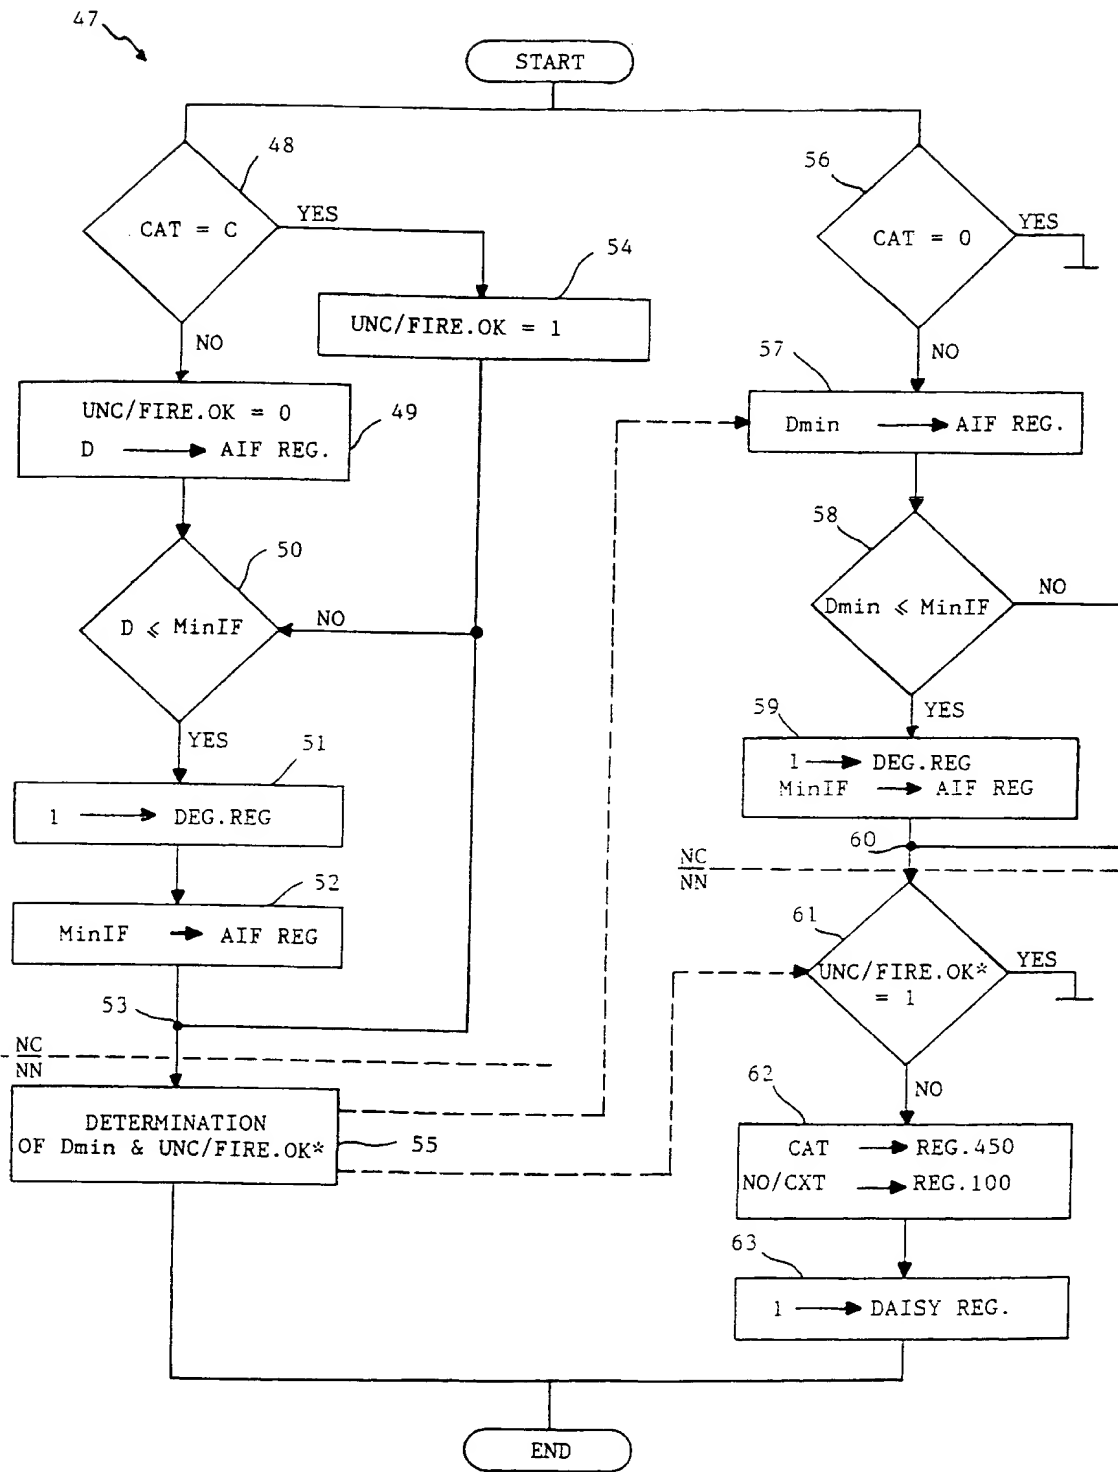 47
START
48
CAT = C
YES
54
UNC/FIRE.OK = 1
NO
UNC/FIRE.OK = 0
D → AIF REG.
49
50
D ⩽ MinIF
NO
YES
51
1 → DEG.REG
52
MinIF → AIF REG
53
NC
NN
DETERMINATION
OF Dmin & UNC/FIRE.OK*
55
56
CAT = 0
YES
NO
57
Dmin → AIF REG.
58
Dmin ⩽ MinIF
NO
YES
59
1 → DEG.REG
MinIF → AIF REG
60
NC
NN
61
UNC/FIRE.OK*
= 1
YES
NO
62
CAT → REG.450
NO/CXT → REG.100
63
1 → DAISY REG.
END